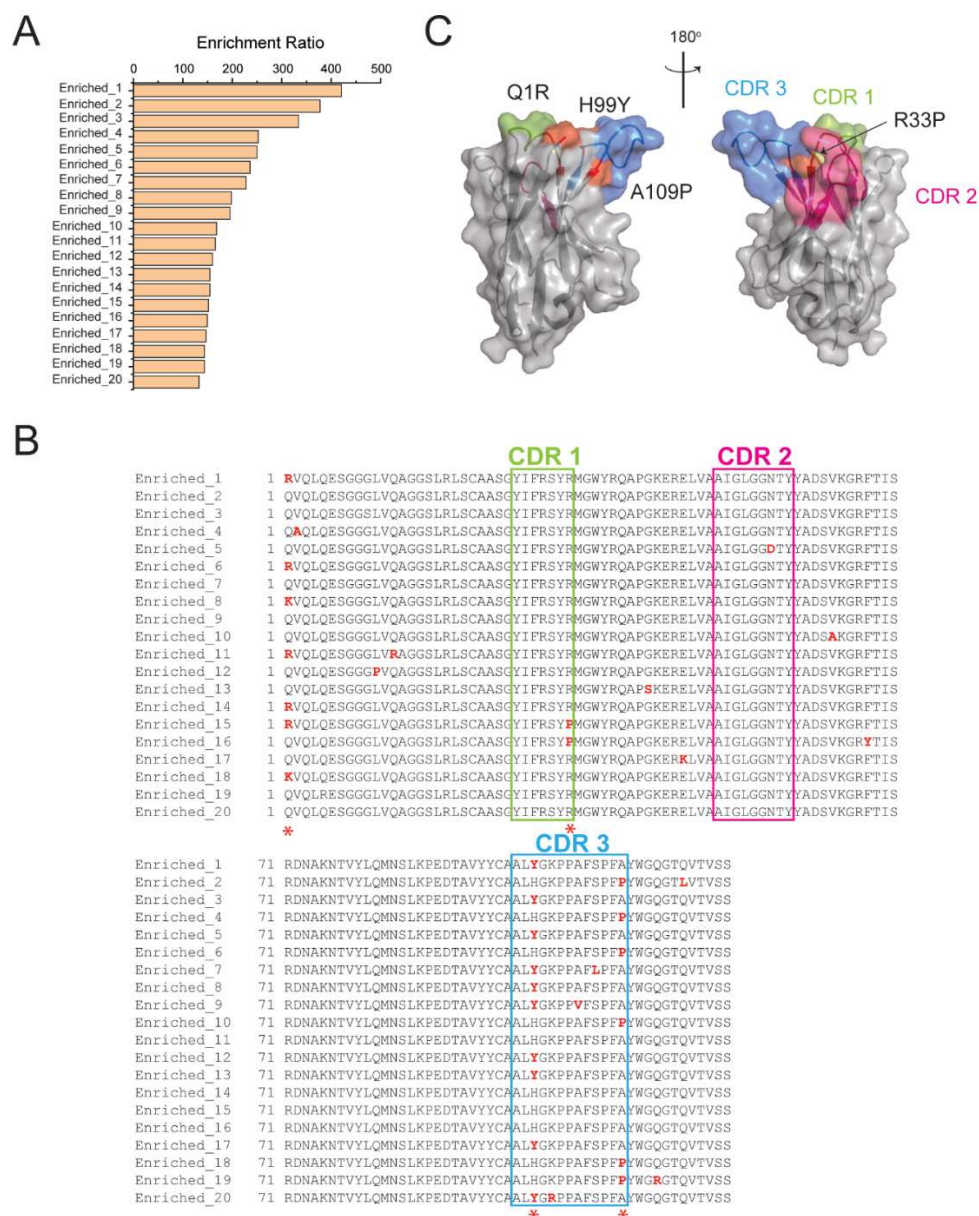 A
Enrichment Ratio
0 100 200 300 400 500
Enriched_1
Enriched_2
Enriched_3
Enriched_4
Enriched_5
Enriched_6
Enriched_7
Enriched_8
Enriched_9
Enriched_10
Enriched_11
Enriched_12
Enriched_13
Enriched_14
Enriched_15
Enriched_16
Enriched_17
Enriched_18
Enriched_19
Enriched_20
C
180°
Q1R
H99Y
A109P
CDR 3
CDR 1
R33P
CDR 2
B
CDR 1 CDR 2
Enriched_1 1 RVQLQESGGGLVQAGGSLRLSCAASGYIFRSYRMGWYRQAPGKERELVAAIGLGGNTYYADSVKGRFTIS
Enriched_2 1 QVQLQESGGGLVQAGGSLRLSCAASGYIFRSYRMGWYRQAPGKERELVAAIGLGGNTYYADSVKGRFTIS
Enriched_3 1 QVQLQESGGGLVQAGGSLRLSCAASGYIFRSYRMGWYRQAPGKERELVAAIGLGGNTYYADSVKGRFTIS
Enriched_4 1 QAQLQESGGGLVQAGGSLRLSCAASGYIFRSYRMGWYRQAPGKERELVAAIGLGGNTYYADSVKGRFTIS
Enriched_5 1 QVQLQESGGGLVQAGGSLRLSCAASGYIFRSYRMGWYRQAPGKERELVAAIGLGGDTYYADSVKGRFTIS
Enriched_6 1 RVQLQESGGGLVQAGGSLRLSCAASGYIFRSYRMGWYRQAPGKERELVAAIGLGGNTYYADSVKGRFTIS
Enriched_7 1 QVQLQESGGGLVQAGGSLRLSCAASGYIFRSYRMGWYRQAPGKERELVAAIGLGGNTYYADSVKGRFTIS
Enriched_8 1 KVQLQESGGGLVQAGGSLRLSCAASGYIFRSYRMGWYRQAPGKERELVAAIGLGGNTYYADSVKGRFTIS
Enriched_9 1 QVQLQESGGGLVQAGGSLRLSCAASGYIFRSYRMGWYRQAPGKERELVAAIGLGGNTYYADSVKGRFTIS
Enriched_10 1 QVQLQESGGGLVQAGGSLRLSCAASGYIFRSYRMGWYRQAPGKERELVAAIGLGGNTYYADSAKGRFTIS
Enriched_11 1 RVQLQESGGGLVRAGGSLRLSCAASGYIFRSYRMGWYRQAPGKERELVAAIGLGGNTYYADSVKGRFTIS
Enriched_12 1 QVQLQESGGGPVQAGGSLRLSCAASGYIFRSYRMGWYRQAPGKERELVAAIGLGGNTYYADSVKGRFTIS
Enriched_13 1 QVQLQESGGGLVQAGGSLRLSCAASGYIFRSYRMGWYRQAPSKERELVAAIGLGGNTYYADSVKGRFTIS
Enriched_14 1 RVQLQESGGGLVQAGGSLRLSCAASGYIFRSYRMGWYRQAPGKERELVAAIGLGGNTYYADSVKGRFTIS
Enriched_15 1 RVQLQESGGGLVQAGGSLRLSCAASGYIFRSYPMGWYRQAPGKERELVAAIGLGGNTYYADSVKGRFTIS
Enriched_16 1 QVQLQESGGGLVQAGGSLRLSCAASGYIFRSYPMGWYRQAPGKERELVAAIGLGGNTYYADSVKGRYTIS
Enriched_17 1 QVQLQESGGGLVQAGGSLRLSCAASGYIFRSYRMGWYRQAPGKERKLVAAIGLGGNTYYADSVKGRFTIS
Enriched_18 1 KVQLQESGGGLVQAGGSLRLSCAASGYIFRSYRMGWYRQAPGKERELVAAIGLGGNTYYADSVKGRFTIS
Enriched_19 1 QVQLRESGGGLVQAGGSLRLSCAASGYIFRSYRMGWYRQAPGKERELVAAIGLGGNTYYADSVKGRFTIS
Enriched_20 1 QVQLQESGGGLVQAGGSLRLSCAASGYIFRSYRMGWYRQAPGKERELVAAIGLGGNTYYADSVKGRFTIS
* *
CDR 3
Enriched_1 71 RDNAKNTVYLQMNSLKPEDTAVYYCAALYGKPPAFSPFAYWGQGTQVTVSS
Enriched_2 71 RDNAKNTVYLQMNSLKPEDTAVYYCAALHGKPPAFSPFPYWGQGTLVTVSS
Enriched_3 71 RDNAKNTVYLQMNSLKPEDTAVYYCAALYGKPPAFSPFAYWGQGTQVTVSS
Enriched_4 71 RDNAKNTVYLQMNSLKPEDTAVYYCAALHGKPPAFSPFPYWGQGTQVTVSS
Enriched_5 71 RDNAKNTVYLQMNSLKPEDTAVYYCAALYGKPPAFSPFAYWGQGTQVTVSS
Enriched_6 71 RDNAKNTVYLQMNSLKPEDTAVYYCAALHGKPPAFSPFPYWGQGTQVTVSS
Enriched_7 71 RDNAKNTVYLQMNSLKPEDTAVYYCAALYGKPPAFLPFAYWGQGTQVTVSS
Enriched_8 71 RDNAKNTVYLQMNSLKPEDTAVYYCAALYGKPPAFSPFAYWGQGTQVTVSS
Enriched_9 71 RDNAKNTVYLQMNSLKPEDTAVYYCAALYGKPPVFSPFAYWGQGTQVTVSS
Enriched_10 71 RDNAKNTVYLQMNSLKPEDTAVYYCAALHGKPPAFSPFPYWGQGTQVTVSS
Enriched_11 71 RDNAKNTVYLQMNSLKPEDTAVYYCAALHGKPPAFSPFAYWGQGTQVTVSS
Enriched_12 71 RDNAKNTVYLQMNSLKPEDTAVYYCAALYGKPPAFSPFAYWGQGTQVTVSS
Enriched_13 71 RDNAKNTVYLQMNSLKPEDTAVYYCAALYGKPPAFSPFAYWGQGTQVTVSS
Enriched_14 71 RDNAKNTVYLQMNSLKPEDTAVYYCAALHGKPPAFSPFAYWGQGTQVTVSS
Enriched_15 71 RDNAKNTVYLQMNSLKPEDTAVYYCAALHGKPPAFSPFAYWGQGTQVTVSS
Enriched_16 71 RDNAKNTVYLQMNSLKPEDTAVYYCAALHGKPPAFSPFAYWGQGTQVTVSS
Enriched_17 71 RDNAKNTVYLQMNSLKPEDTAVYYCAALYGKPPAFSPFAYWGQGTQVTVSS
Enriched_18 71 RDNAKNTVYLQMNSLKPEDTAVYYCAALHGKPPAFSPFPYWGQGTQVTVSS
Enriched_19 71 RDNAKNTVYLQMNSLKPEDTAVYYCAALHGKPPAFSPFPYWGRGTQVTVSS
Enriched_20 71 RDNAKNTVYLQMNSLKPEDTAVYYCAALYGRPPAFSPFAYWGQGTQVTVSS
* *